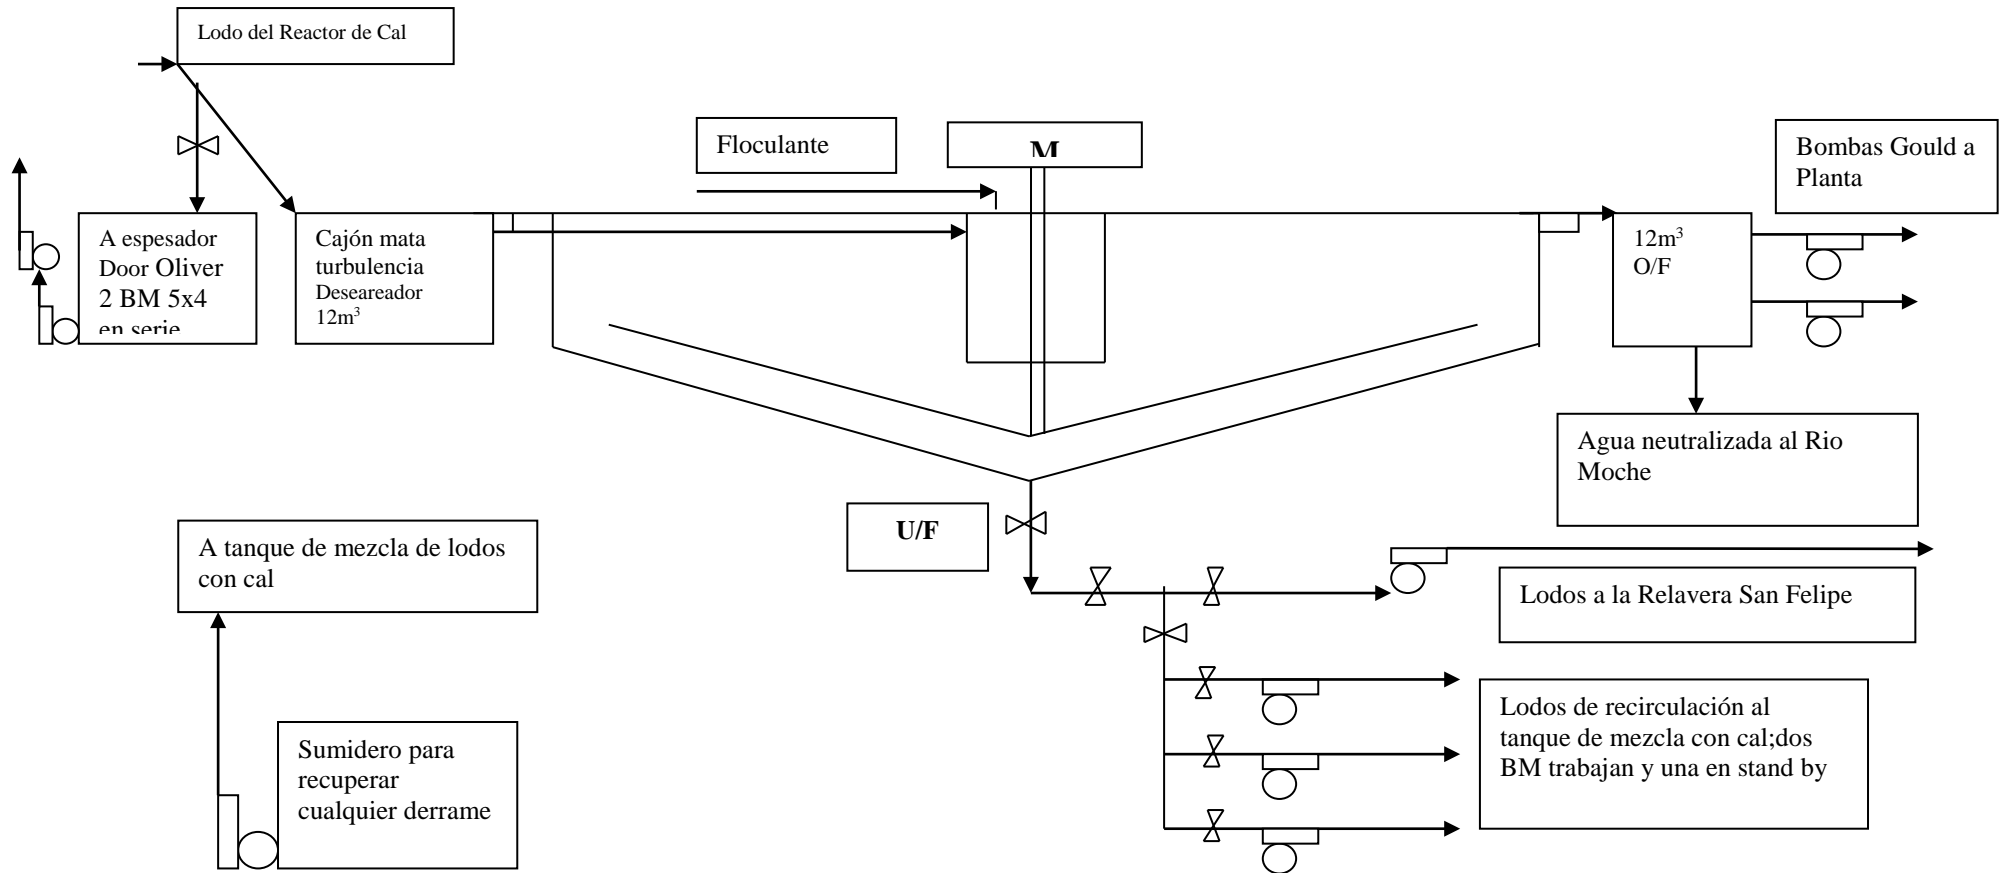 Lodo del Reactor de Cal
Floculante
M
Bombas Gould a
Planta
A espesador
Door Oliver
2 BM 5x4
en serie
Cajón mata
turbulencia
Deseareador
12m³
12m³
O/F
Agua neutralizada al Rio
Moche
U/F
A tanque de mezcla de lodos
con cal
Lodos a la Relavera San Felipe
Lodos de recirculación al
tanque de mezcla con cal;dos
BM trabajan y una en stand by
Sumidero para
recuperar
cualquier derrame